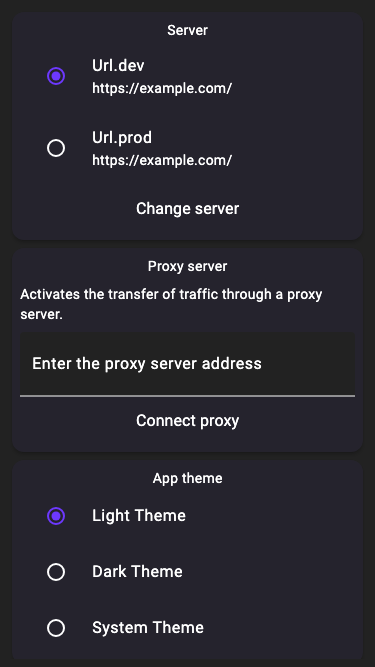 Server
Url.dev
https://example.com/
Url.prod
https://example.com/
Change server
Proxy server
Activates the transfer of traffic through a proxy
server.
Enter the proxy server address
Connect proxy
App theme
Light Theme
Dark Theme
System Theme